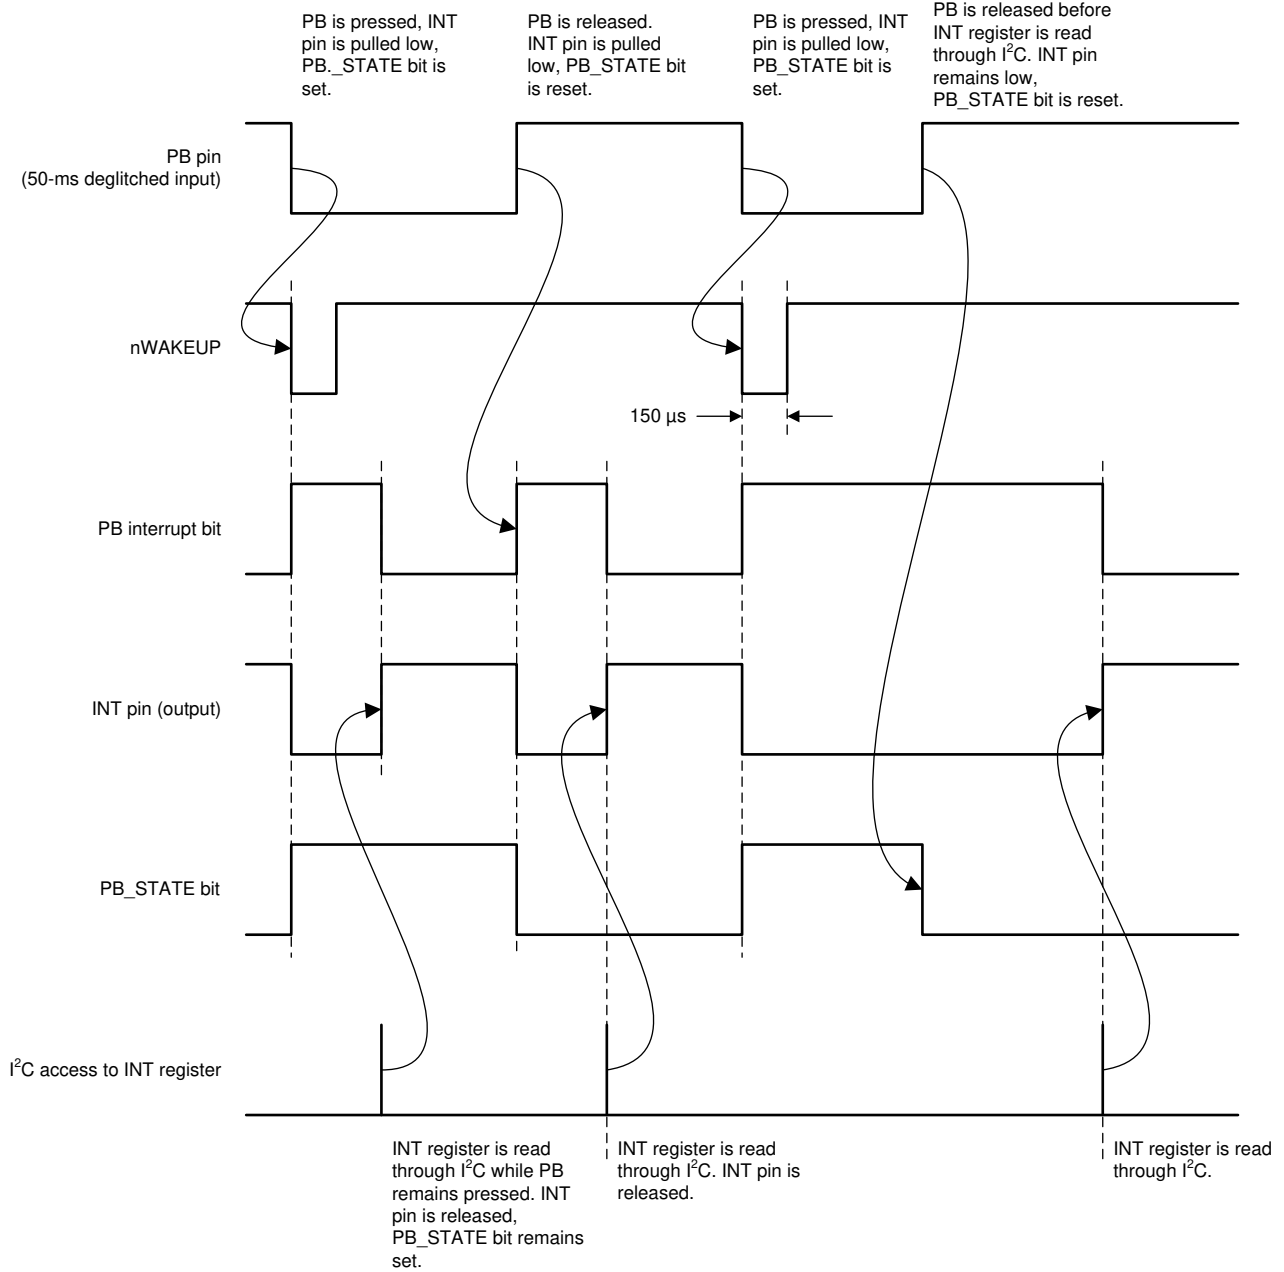 PB is pressed, INT
pin is pulled low,
PB._STATE bit is
set.
PB is released.
INT pin is pulled
low, PB_STATE bit
is reset.
PB is pressed, INT
pin is pulled low,
PB_STATE bit is
set.
PB is released before
INT register is read
through I²C. INT pin
remains low,
PB_STATE bit is reset.
PB pin
(50-ms deglitched input)
nWAKEUP
150 µs
PB interrupt bit
INT pin (output)
PB_STATE bit
I²C access to INT register
INT register is read
through I²C while PB
remains pressed. INT
pin is released,
PB_STATE bit remains
set.
INT register is read
through I²C. INT pin is
released.
INT register is read
through I²C.